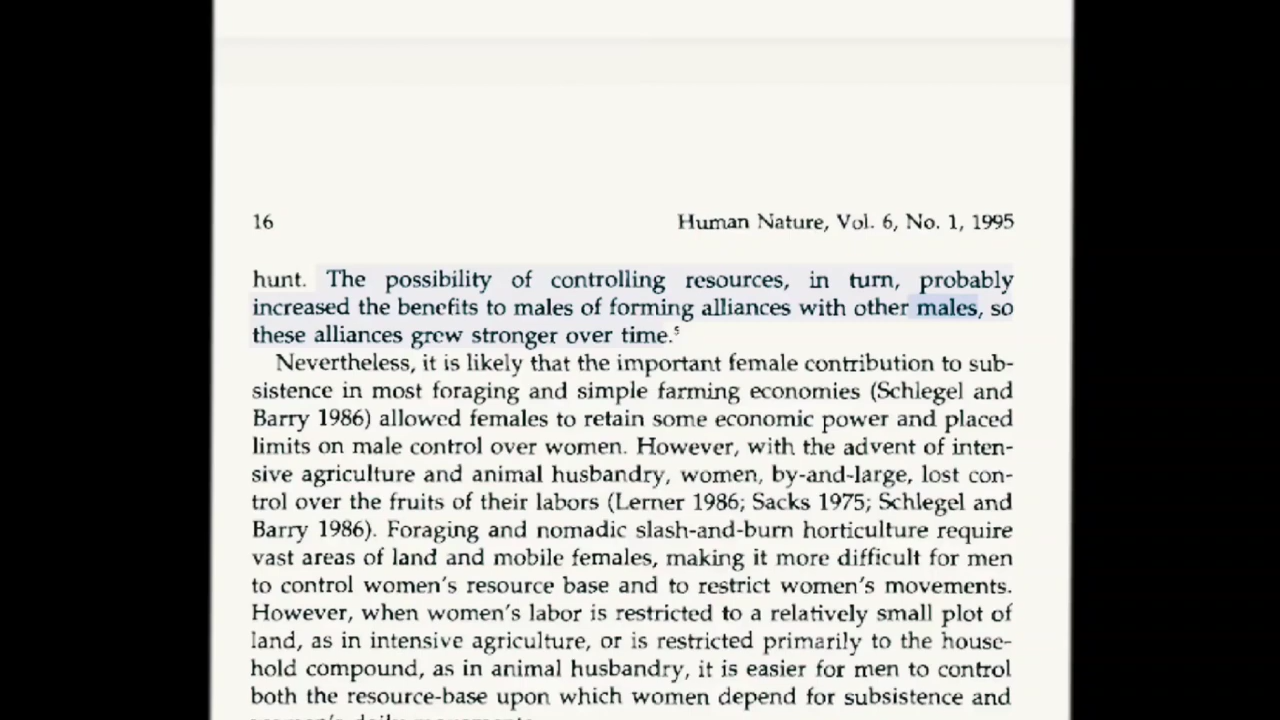 16
Human Nature, Vol. 6, No. 1, 1995
hunt. The possibility of controlling resources, in turn, probably
increased the benefits to males of forming alliances with other males, so
these alliances grew stronger over time.⁵
Nevertheless, it is likely that the important female contribution to sub-
sistence in most foraging and simple farming economies (Schlegel and
Barry 1986) allowed females to retain some economic power and placed
limits on male control over women. However, with the advent of inten-
sive agriculture and animal husbandry, women, by-and-large, lost con-
trol over the fruits of their labors (Lerner 1986; Sacks 1975; Schlegel and
Barry 1986). Foraging and nomadic slash-and-burn horticulture require
vast areas of land and mobile females, making it more difficult for men
to control women's resource base and to restrict women's movements.
However, when women's labor is restricted to a relatively small plot of
land, as in intensive agriculture, or is restricted primarily to the house-
hold compound, as in animal husbandry, it is easier for men to control
both the resource-base upon which women depend for subsistence and